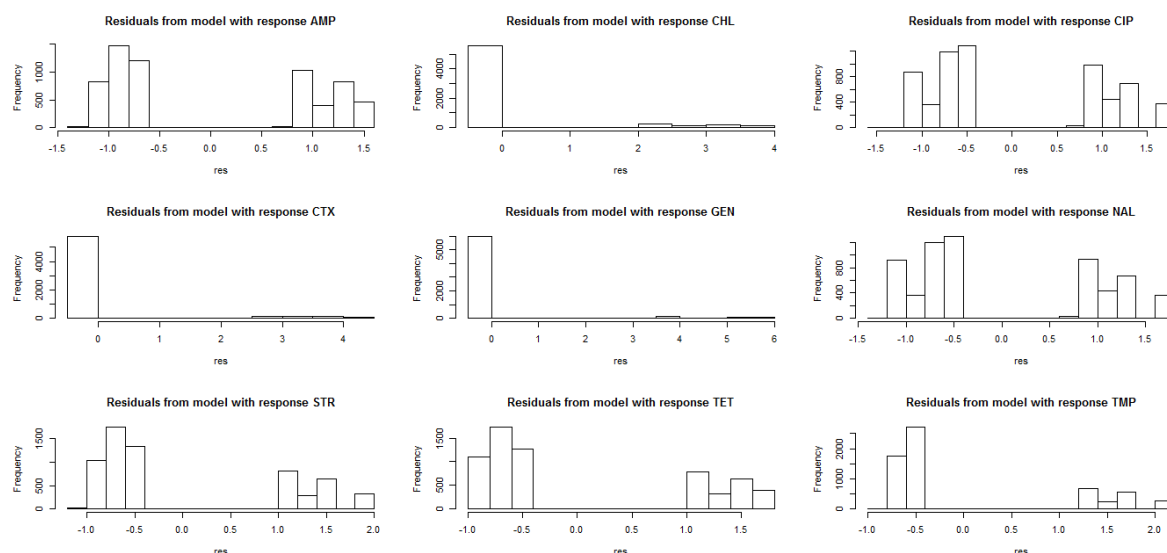 Residuals from model with response AMP
Frequency
0 500 1000
-1.5 -1.0 -0.5 0.0 0.5 1.0 1.5
res
Residuals from model with response CHL
Frequency
0 2000 4000
0 1 2 3 4
res
Residuals from model with response CIP
Frequency
0 400 800
-1.5 -1.0 -0.5 0.0 0.5 1.0 1.5
res
Residuals from model with response CTX
Frequency
0 2000 4000
0 1 2 3 4
res
Residuals from model with response GEN
Frequency
0 2000 5000
0 1 2 3 4 5 6
res
Residuals from model with response NAL
Frequency
0 400 800
-1.5 -1.0 -0.5 0.0 0.5 1.0 1.5
res
Residuals from model with response STR
Frequency
0 500 1500
-1.0 -0.5 0.0 0.5 1.0 1.5 2.0
res
Residuals from model with response TET
Frequency
0 500 1500
-1.0 -0.5 0.0 0.5 1.0 1.5
res
Residuals from model with response TMP
Frequency
0 1000 2000
-1.0 -0.5 0.0 0.5 1.0 1.5 2.0
res